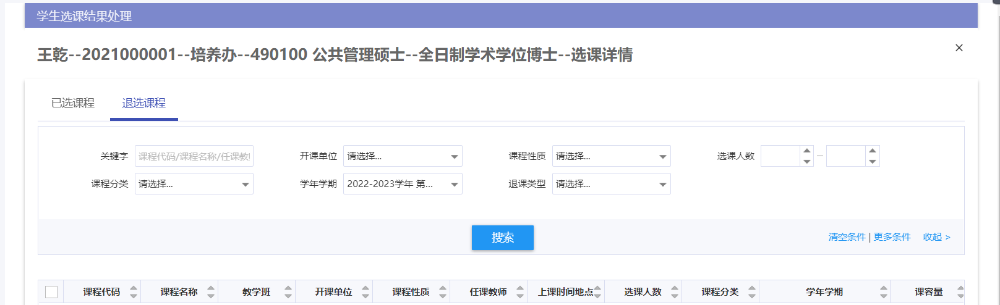 学生选课结果处理
王乾--2021000001--培养办--490100 公共管理硕士--全日制学术学位博士--选课详情
已选课程 退选课程
关键字 课程代码/课程名称/任课教 开课单位 请选择... 课程性质 请选择... 选课人数 –
课程分类 请选择... 学年学期 2022-2023学年 第... 退课类型 请选择...
搜索 清空条件 | 更多条件 收起 >
课程代码 课程名称 教学班 开课单位 课程性质 任课教师 上课时间地点 选课人数 课程分类 学年学期 课容量